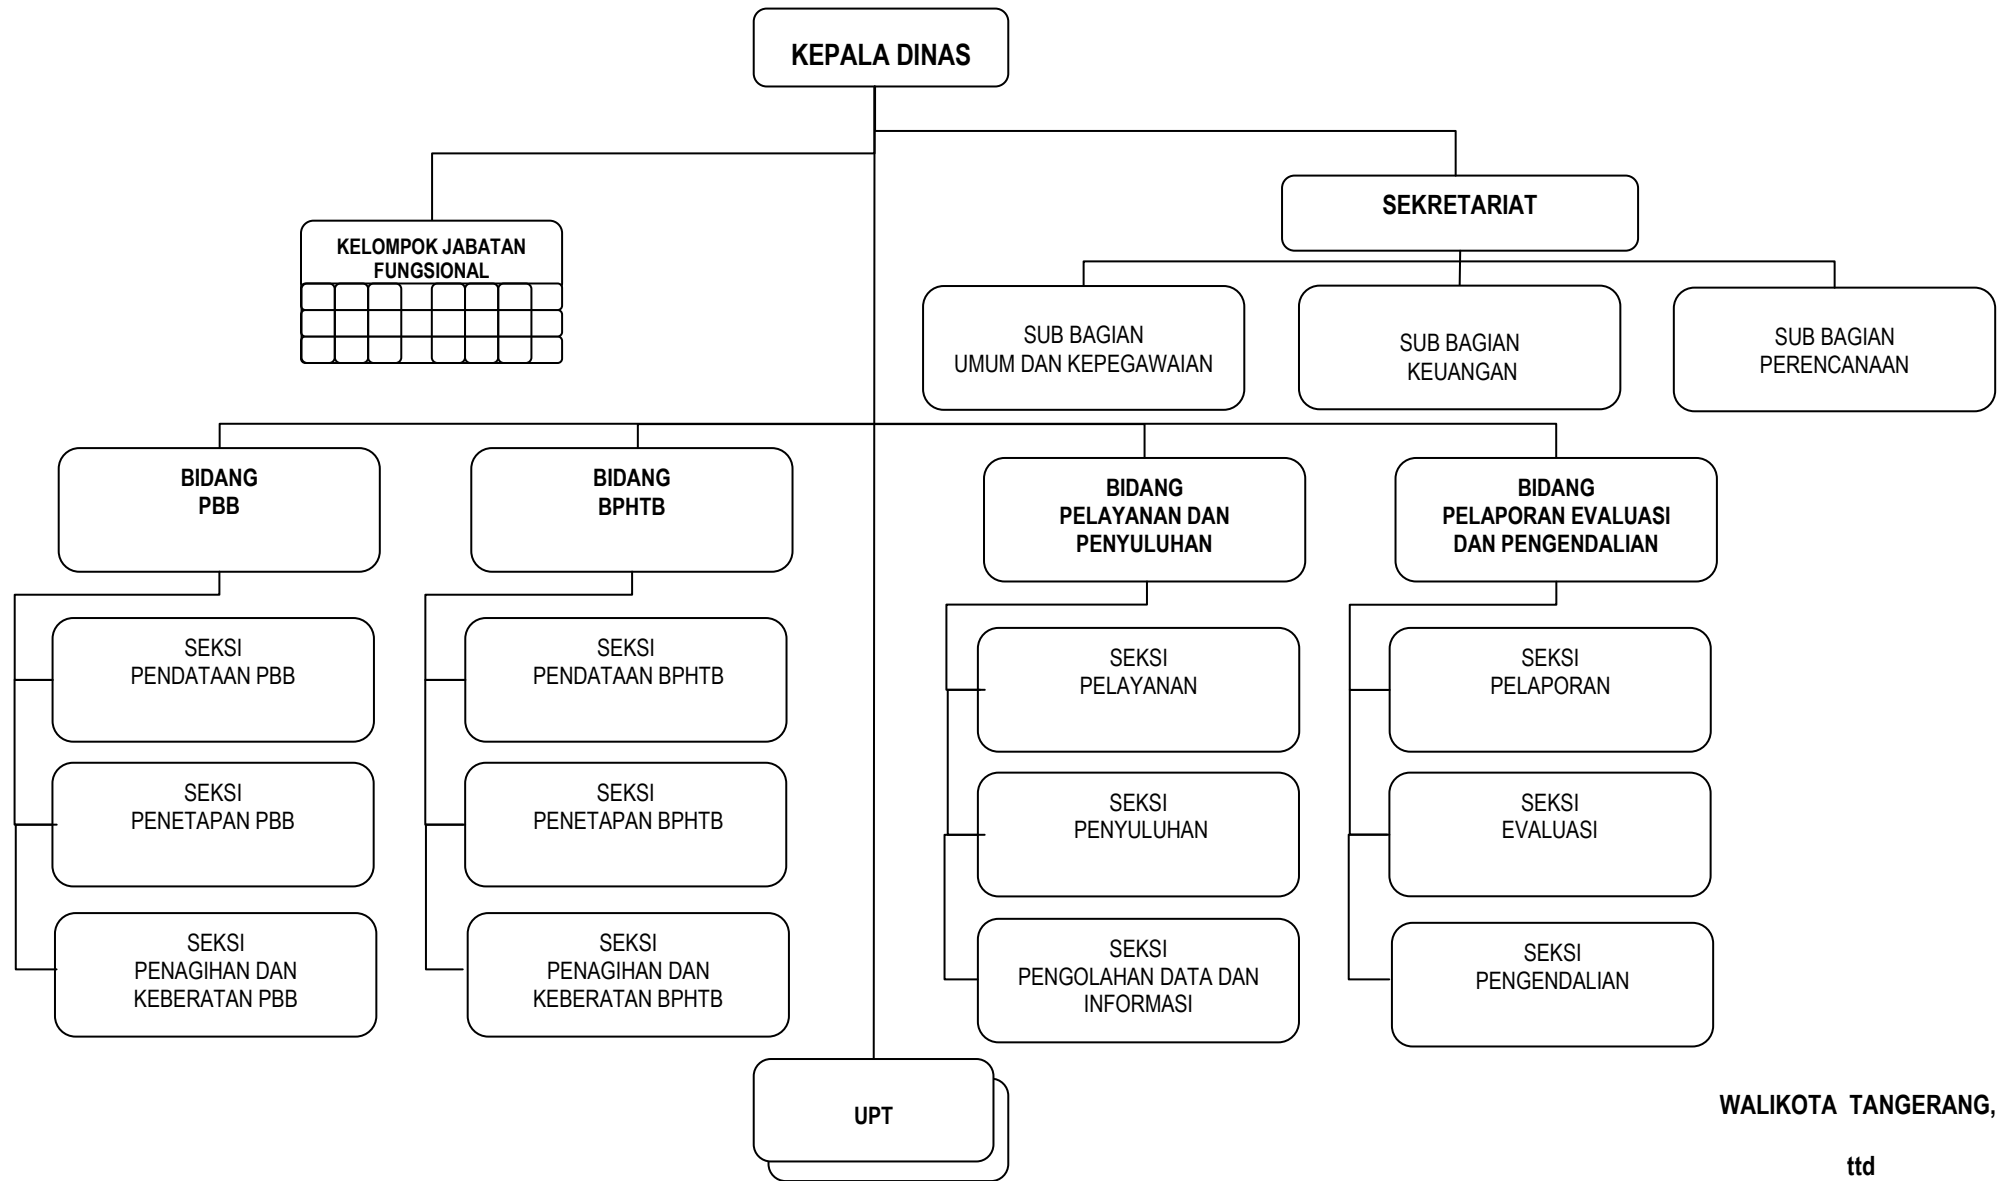 KEPALA DINAS
SEKRETARIAT
KELOMPOK JABATAN
FUNGSIONAL
SUB BAGIAN
UMUM DAN KEPEGAWAIAN
SUB BAGIAN
KEUANGAN
SUB BAGIAN
PERENCANAAN
BIDANG
PBB
BIDANG
BPHTB
BIDANG
PELAYANAN DAN
PENYULUHAN
BIDANG
PELAPORAN EVALUASI
DAN PENGENDALIAN
SEKSI
PENDATAAN PBB
SEKSI
PENDATAAN BPHTB
SEKSI
PELAYANAN
SEKSI
PELAPORAN
SEKSI
PENETAPAN PBB
SEKSI
PENETAPAN BPHTB
SEKSI
PENYULUHAN
SEKSI
EVALUASI
SEKSI
PENAGIHAN DAN
KEBERATAN PBB
SEKSI
PENAGIHAN DAN
KEBERATAN BPHTB
SEKSI
PENGOLAHAN DATA DAN
INFORMASI
SEKSI
PENGENDALIAN
UPT
WALIKOTA TANGERANG,
ttd